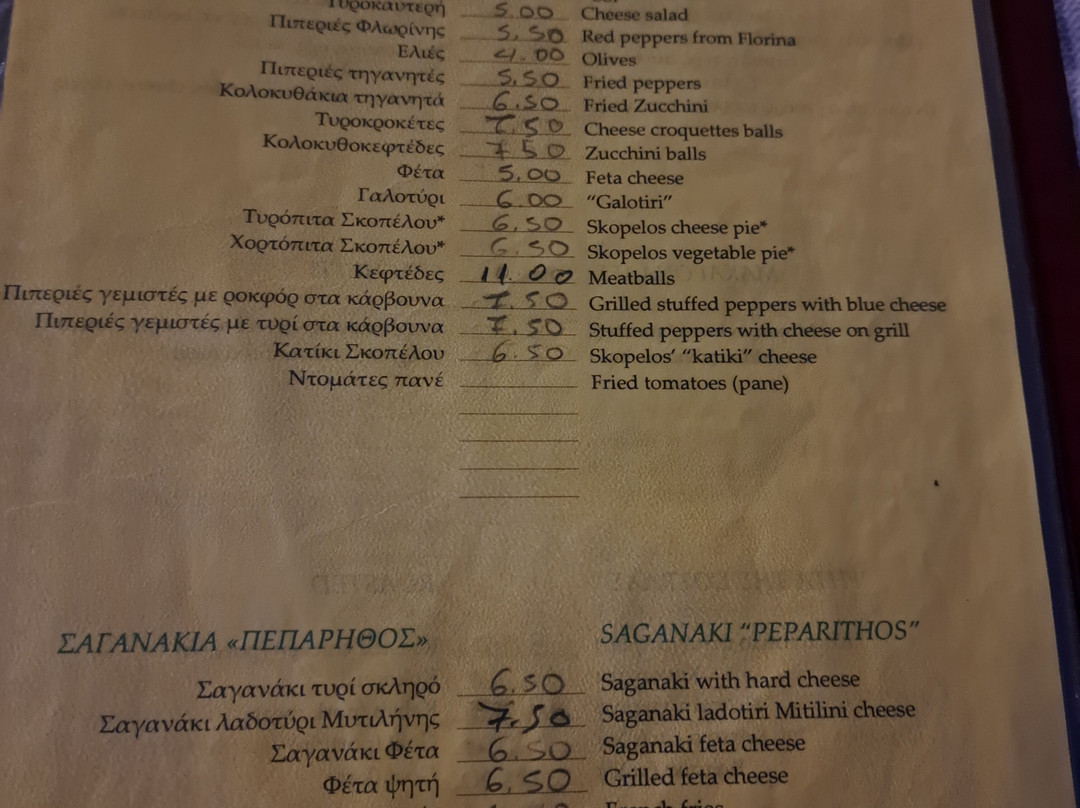 Τυροκαυτερή 5.00 Cheese salad
Πιπεριές Φλωρίνης 5.50 Red peppers from Florina
Ελιές 4.00 Olives
Πιπεριές τηγανητές 5.50 Fried peppers
Κολοκυθάκια τηγανητά 6.50 Fried Zucchini
Τυροκροκέτες 7.50 Cheese croquettes balls
Κολοκυθοκεφτέδες 7.50 Zucchini balls
Φέτα 5.00 Feta cheese
Γαλοτύρι 6.00 “Galotiri”
Τυρόπιτα Σκοπέλου* 6.50 Skopelos cheese pie*
Χορτόπιτα Σκοπέλου* 6.50 Skopelos vegetable pie*
Κεφτέδες 11.00 Meatballs
Πιπεριές γεμιστές με ροκφόρ στα κάρβουνα 7.50 Grilled stuffed peppers with blue cheese
Πιπεριές γεμιστές με τυρί στα κάρβουνα 7.50 Stuffed peppers with cheese on grill
Κατίκι Σκοπέλου 6.50 Skopelos’ “katiki” cheese
Ντομάτες πανέ Fried tomatoes (pane)
ΣΑΓΑΝΑΚΙΑ «ΠΕΠΑΡΗΘΟΣ» SAGANAKI “PEPARITHOS”
Σαγανάκι τυρί σκληρό 6.50 Saganaki with hard cheese
Σαγανάκι λαδοτύρι Μυτιλήνης 7.50 Saganaki ladotiri Mitilini cheese
Σαγανάκι Φέτα 6.50 Saganaki feta cheese
Φέτα ψητή 6.50 Grilled feta cheese
French fries